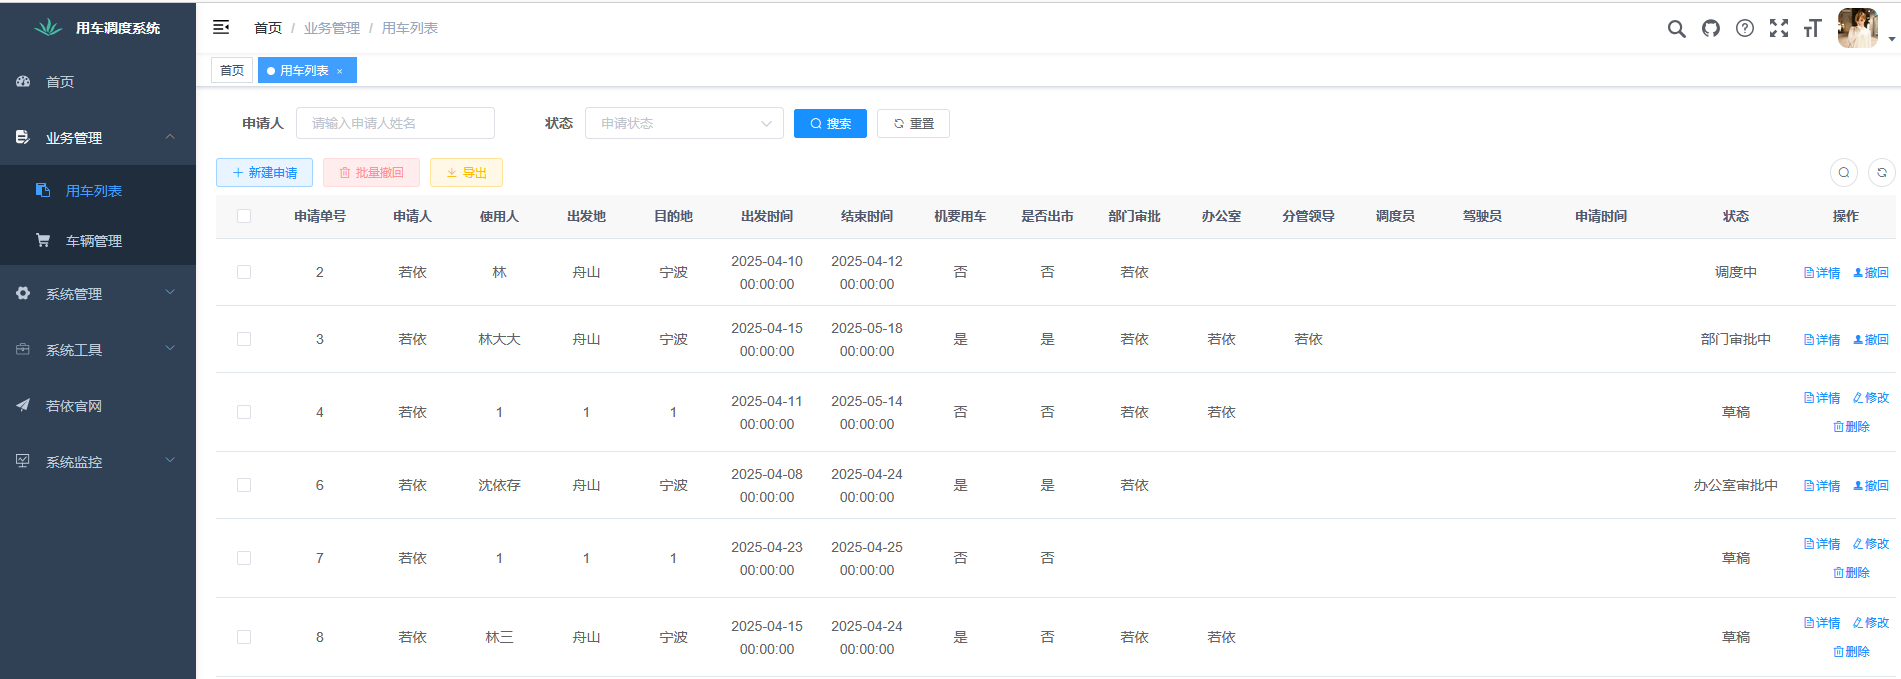 用车调度系统
首页
业务管理
用车列表
车辆管理
系统管理
系统工具
若依官网
系统监控
首页 / 业务管理 / 用车列表
首页
用车列表 ×
申请人 请输入申请人姓名 状态 申请状态 搜索 重置
新建申请 批量撤回 导出
申请单号 申请人 使用人 出发地 目的地 出发时间 结束时间 机要用车 是否出市 部门审批 办公室 分管领导 调度员 驾驶员 申请时间 状态 操作
2 若依 林 舟山 宁波 2025-04-10 00:00:00 2025-04-12 00:00:00 否 否 若依 调度中 详情 撤回
3 若依 林大大 舟山 宁波 2025-04-15 00:00:00 2025-05-18 00:00:00 是 是 若依 若依 若依 部门审批中 详情 撤回
4 若依 1 1 1 2025-04-11 00:00:00 2025-05-14 00:00:00 否 否 若依 若依 草稿 详情 修改 删除
6 若依 沈依存 舟山 宁波 2025-04-08 00:00:00 2025-04-24 00:00:00 是 是 若依 办公室审批中 详情 撤回
7 若依 1 1 1 2025-04-23 00:00:00 2025-04-25 00:00:00 否 否 草稿 详情 修改 删除
8 若依 林三 舟山 宁波 2025-04-15 00:00:00 2025-04-24 00:00:00 是 否 若依 若依 草稿 详情 修改 删除